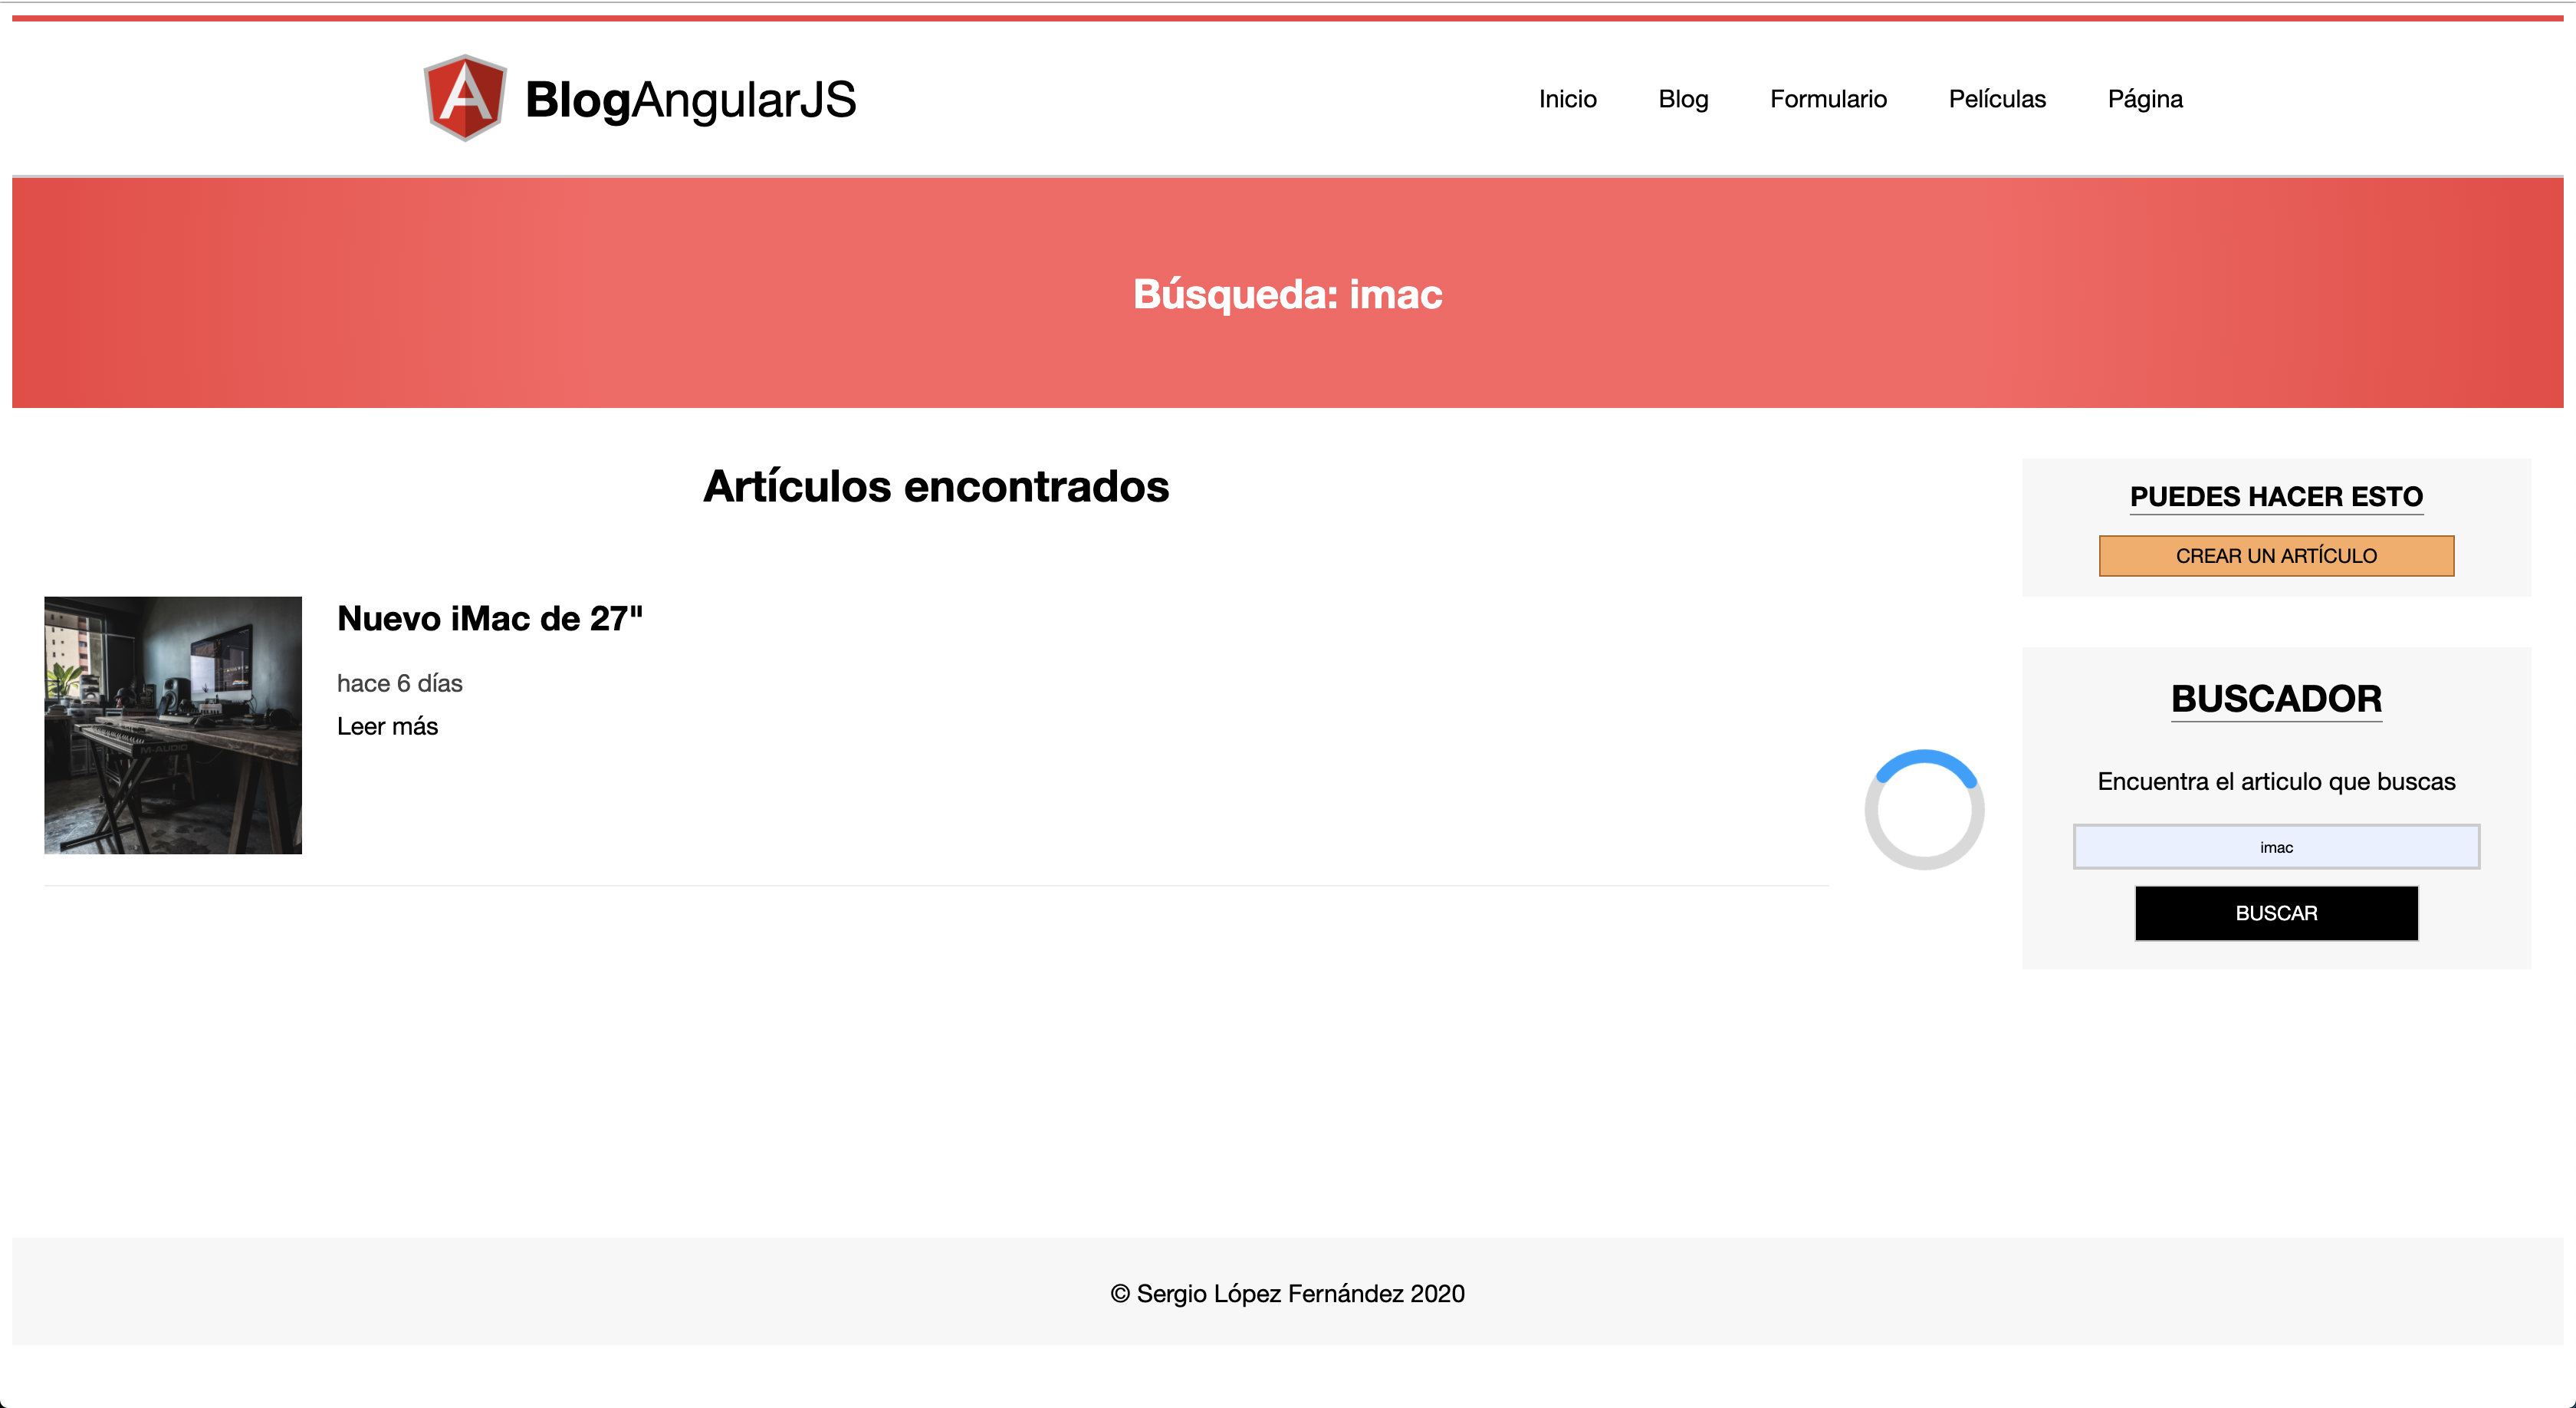 BlogAngularJS
Inicio Blog Formulario Películas Página
Búsqueda: imac
Artículos encontrados
Nuevo iMac de 27"
hace 6 días
Leer más
M-AUDIO
PUEDES HACER ESTO
CREAR UN ARTÍCULO
BUSCADOR
Encuentra el articulo que buscas
imac
BUSCAR
© Sergio López Fernández 2020